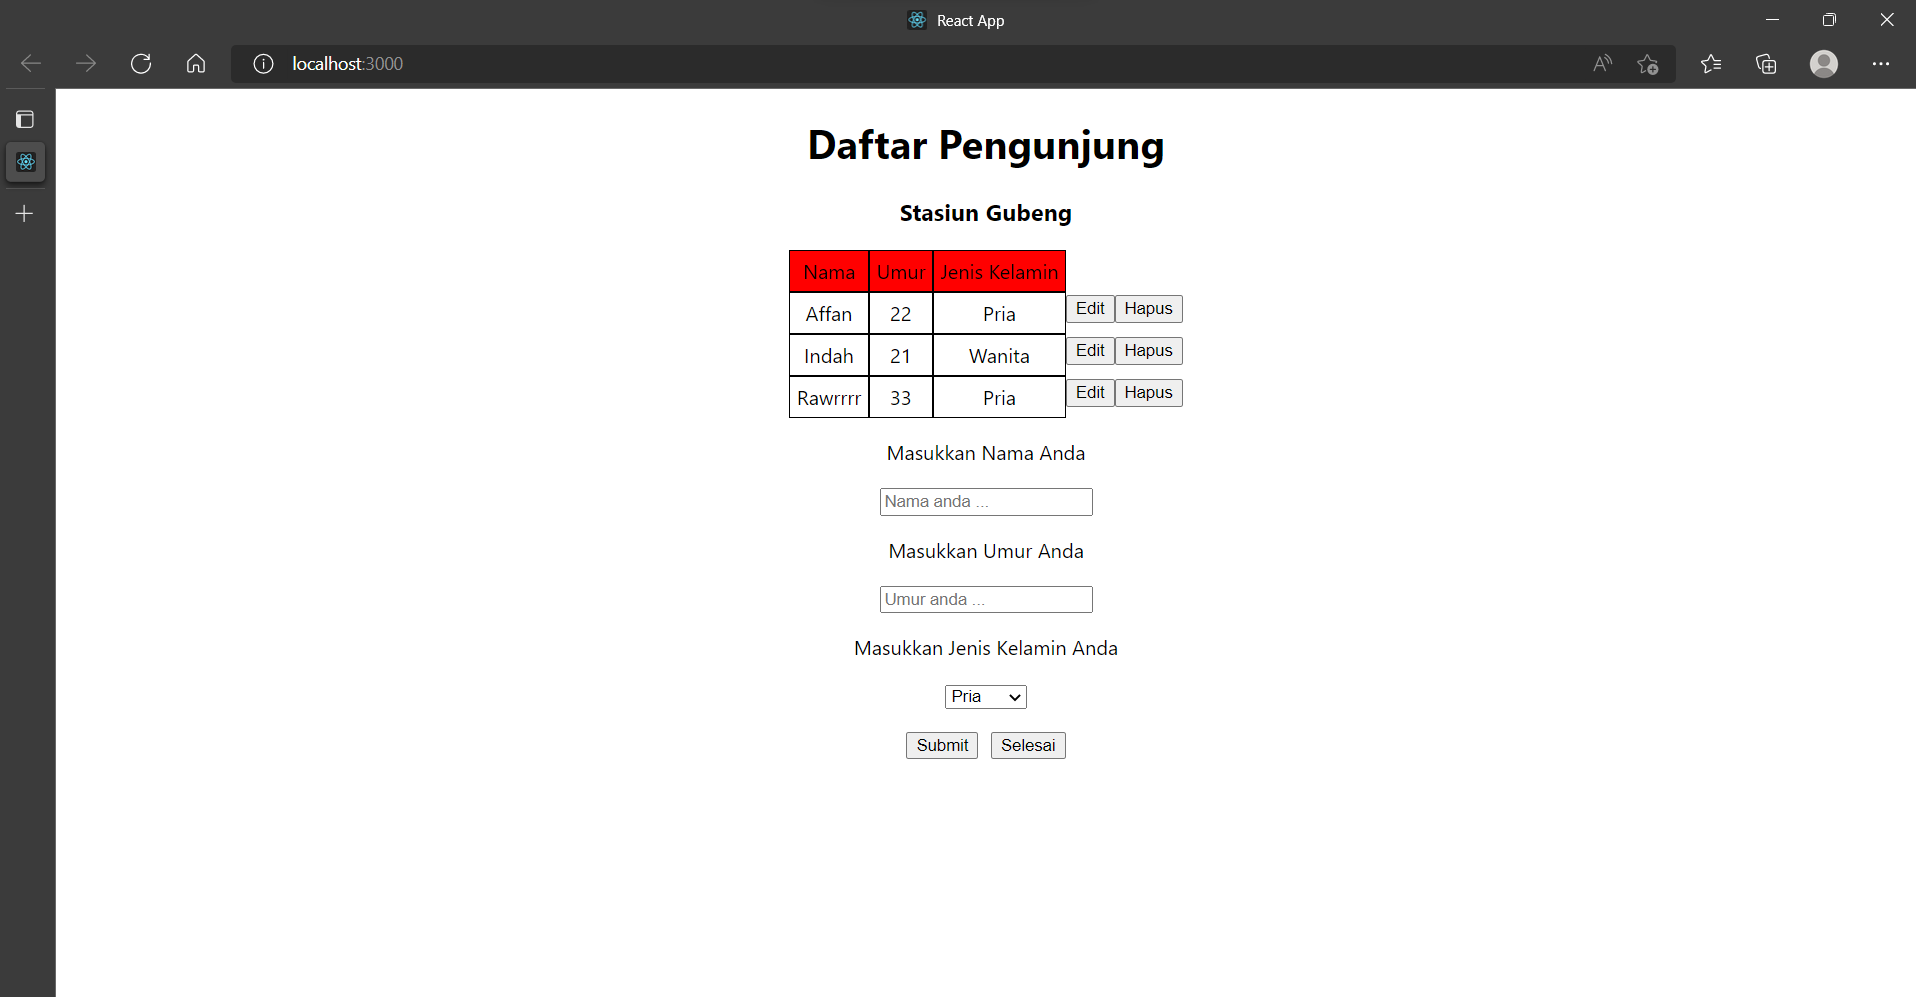 React App
localhost:3000
Daftar Pengunjung
Stasiun Gubeng
Nama Umur Jenis Kelamin
Affan 22 Pria Edit Hapus
Indah 21 Wanita Edit Hapus
Rawrrrr 33 Pria Edit Hapus
Masukkan Nama Anda
Nama anda ...
Masukkan Umur Anda
Umur anda ...
Masukkan Jenis Kelamin Anda
Pria
Submit Selesai